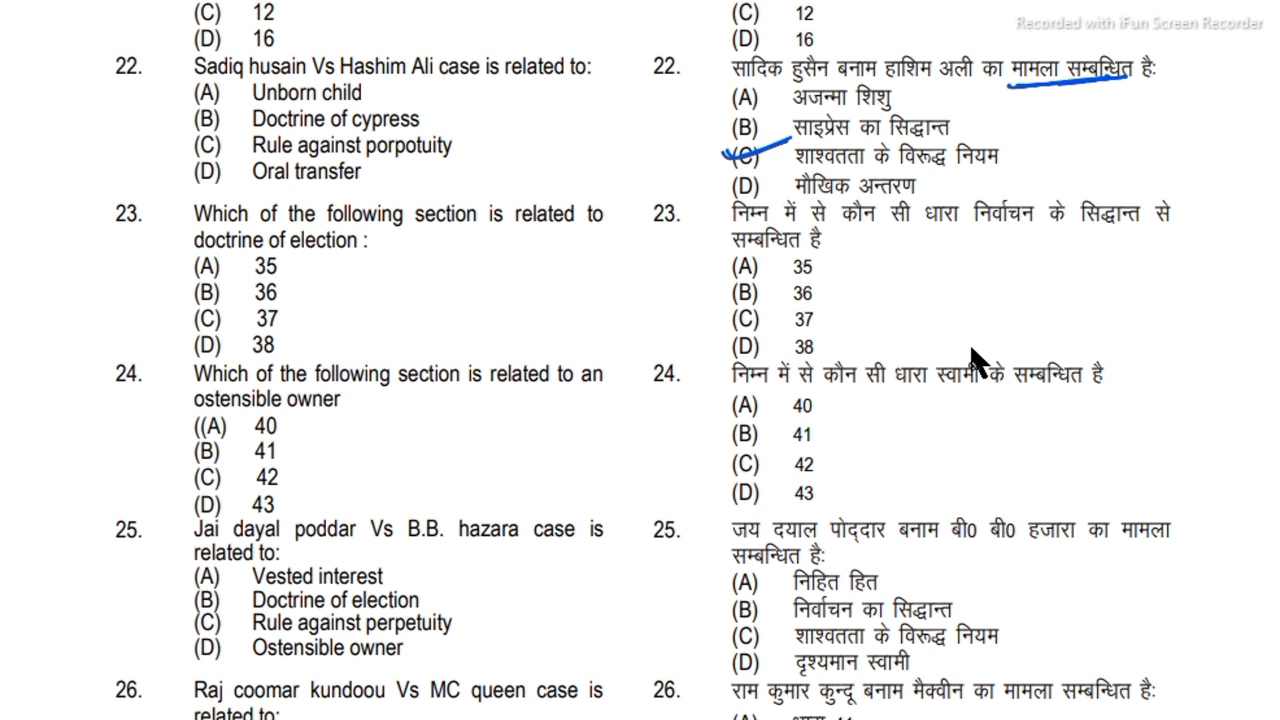 Recorded with iFun Screen Recorder
(C) 12
(D) 16
22. Sadiq husain Vs Hashim Ali case is related to:
(A) Unborn child
(B) Doctrine of cypress
(C) Rule against porpotuity
(D) Oral transfer
23. Which of the following section is related to
doctrine of election :
(A) 35
(B) 36
(C) 37
(D) 38
24. Which of the following section is related to an
ostensible owner
((A) 40
(B) 41
(C) 42
(D) 43
25. Jai dayal poddar Vs B.B. hazara case is
related to:
(A) Vested interest
(B) Doctrine of election
(C) Rule against perpetuity
(D) Ostensible owner
26. Raj coomar kundoou Vs MC queen case is
related to:
(C) 12
(D) 16
22. सादिक हुसैन बनाम हाशिम अली का मामला सम्बन्धित है:
(A) अजन्मा शिशु
(B) साइप्रेस का सिद्धान्त
(C) शाश्वतता के विरूद्ध नियम
(D) मौखिक अन्तरण
23. निम्न में से कौन सी धारा निर्वाचन के सिद्धान्त से
सम्बन्धित है
(A) 35
(B) 36
(C) 37
(D) 38
24. निम्न में से कौन सी धारा स्वामी के सम्बन्धित है
(A) 40
(B) 41
(C) 42
(D) 43
25. जय दयाल पोद्दार बनाम बी0 बी0 हजारा का मामला
सम्बन्धित है:
(A) निहित हित
(B) निर्वाचन का सिद्धान्त
(C) शाश्वतता के विरूद्ध नियम
(D) दृश्यमान स्वामी
26. राम कुमार कुन्दू बनाम मैक्वीन का मामला सम्बन्धित है: